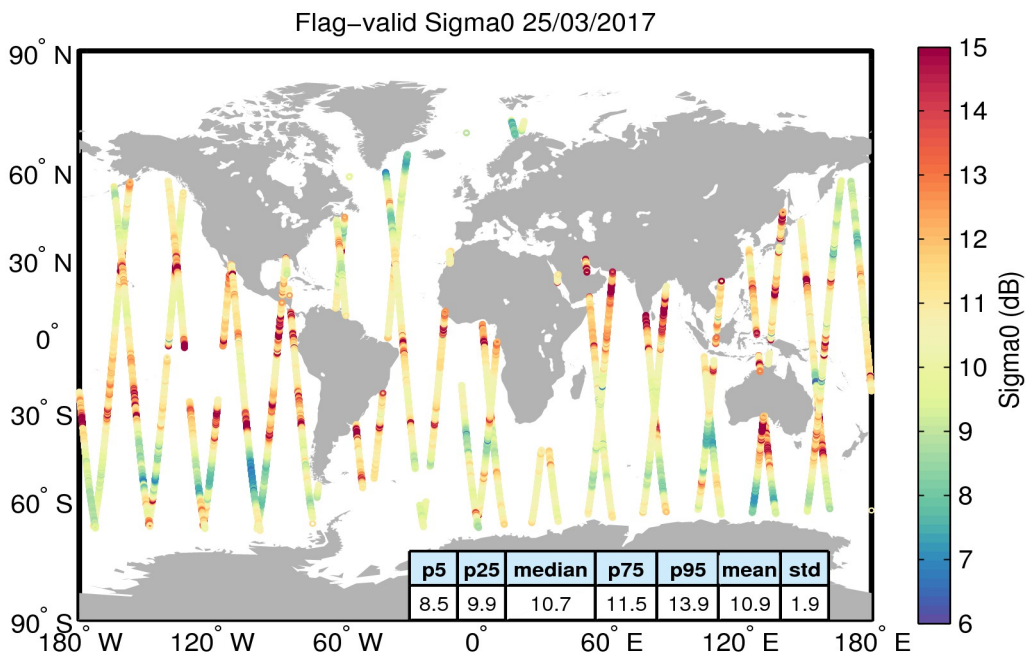 Flag−valid Sigma0 25/03/2017
90° N
60° N
30° N
0°
30° S
60° S
90° S
180° W
120° W
60° W
0°
60° E
120° E
180° E
p5 p25 median p75 p95 mean std
8.5 9.9 10.7 11.5 13.9 10.9 1.9
15
14
13
12
11
10
9
8
7
6
Sigma0 (dB)